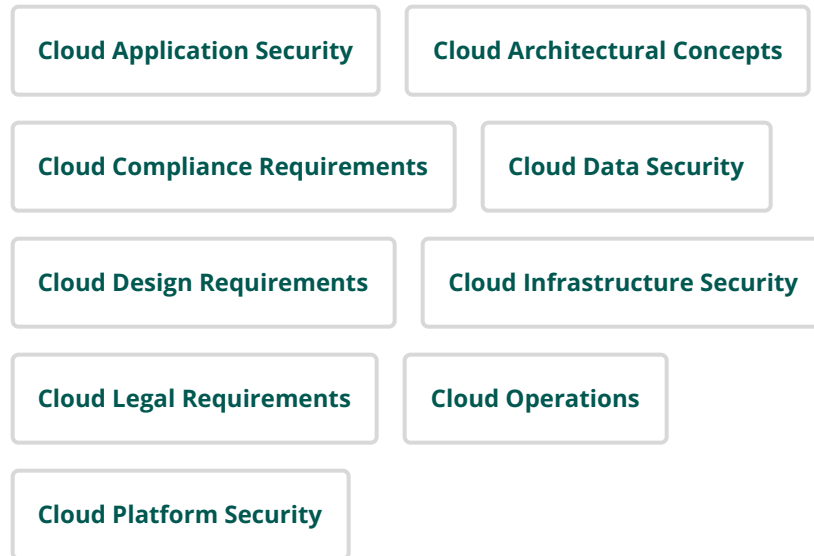 Cloud Application Security
Cloud Architectural Concepts
Cloud Compliance Requirements
Cloud Data Security
Cloud Design Requirements
Cloud Infrastructure Security
Cloud Legal Requirements
Cloud Operations
Cloud Platform Security